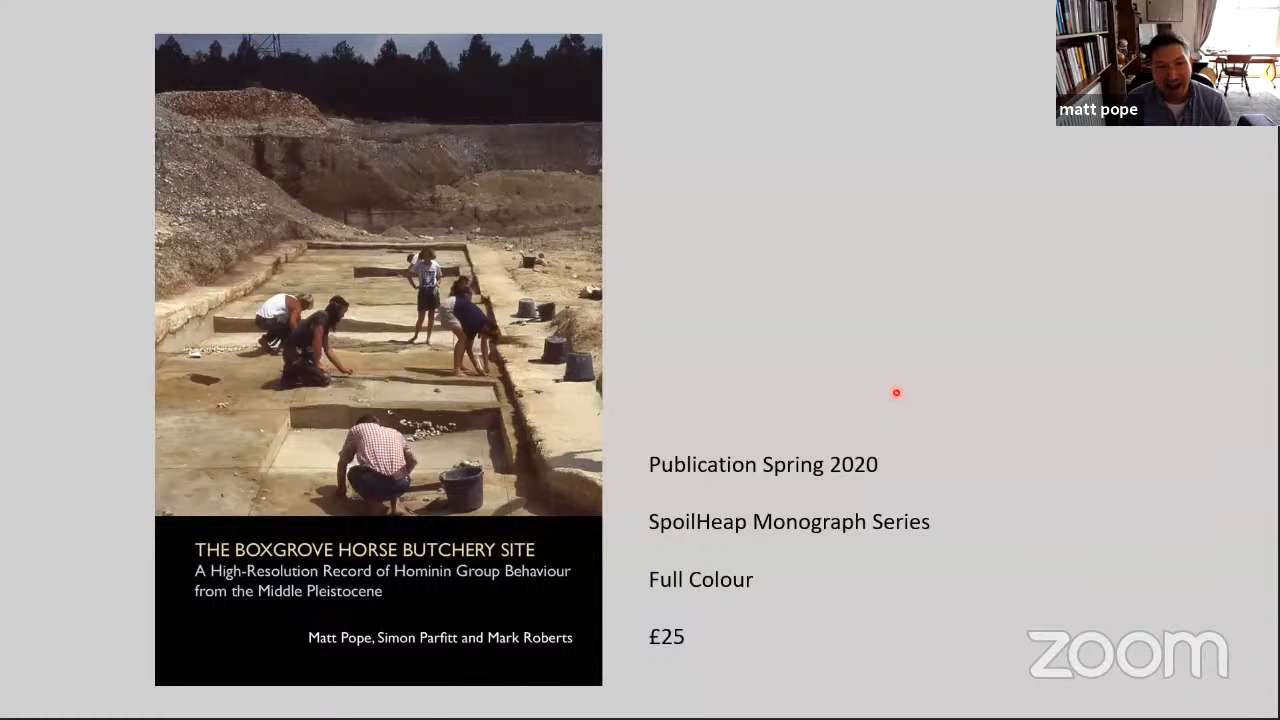 matt pope
Publication Spring 2020
SpoilHeap Monograph Series
Full Colour
£25
THE BOXGROVE HORSE BUTCHERY SITE
A High-Resolution Record of Hominin Group Behaviour
from the Middle Pleistocene
Matt Pope, Simon Parfitt and Mark Roberts
zoom